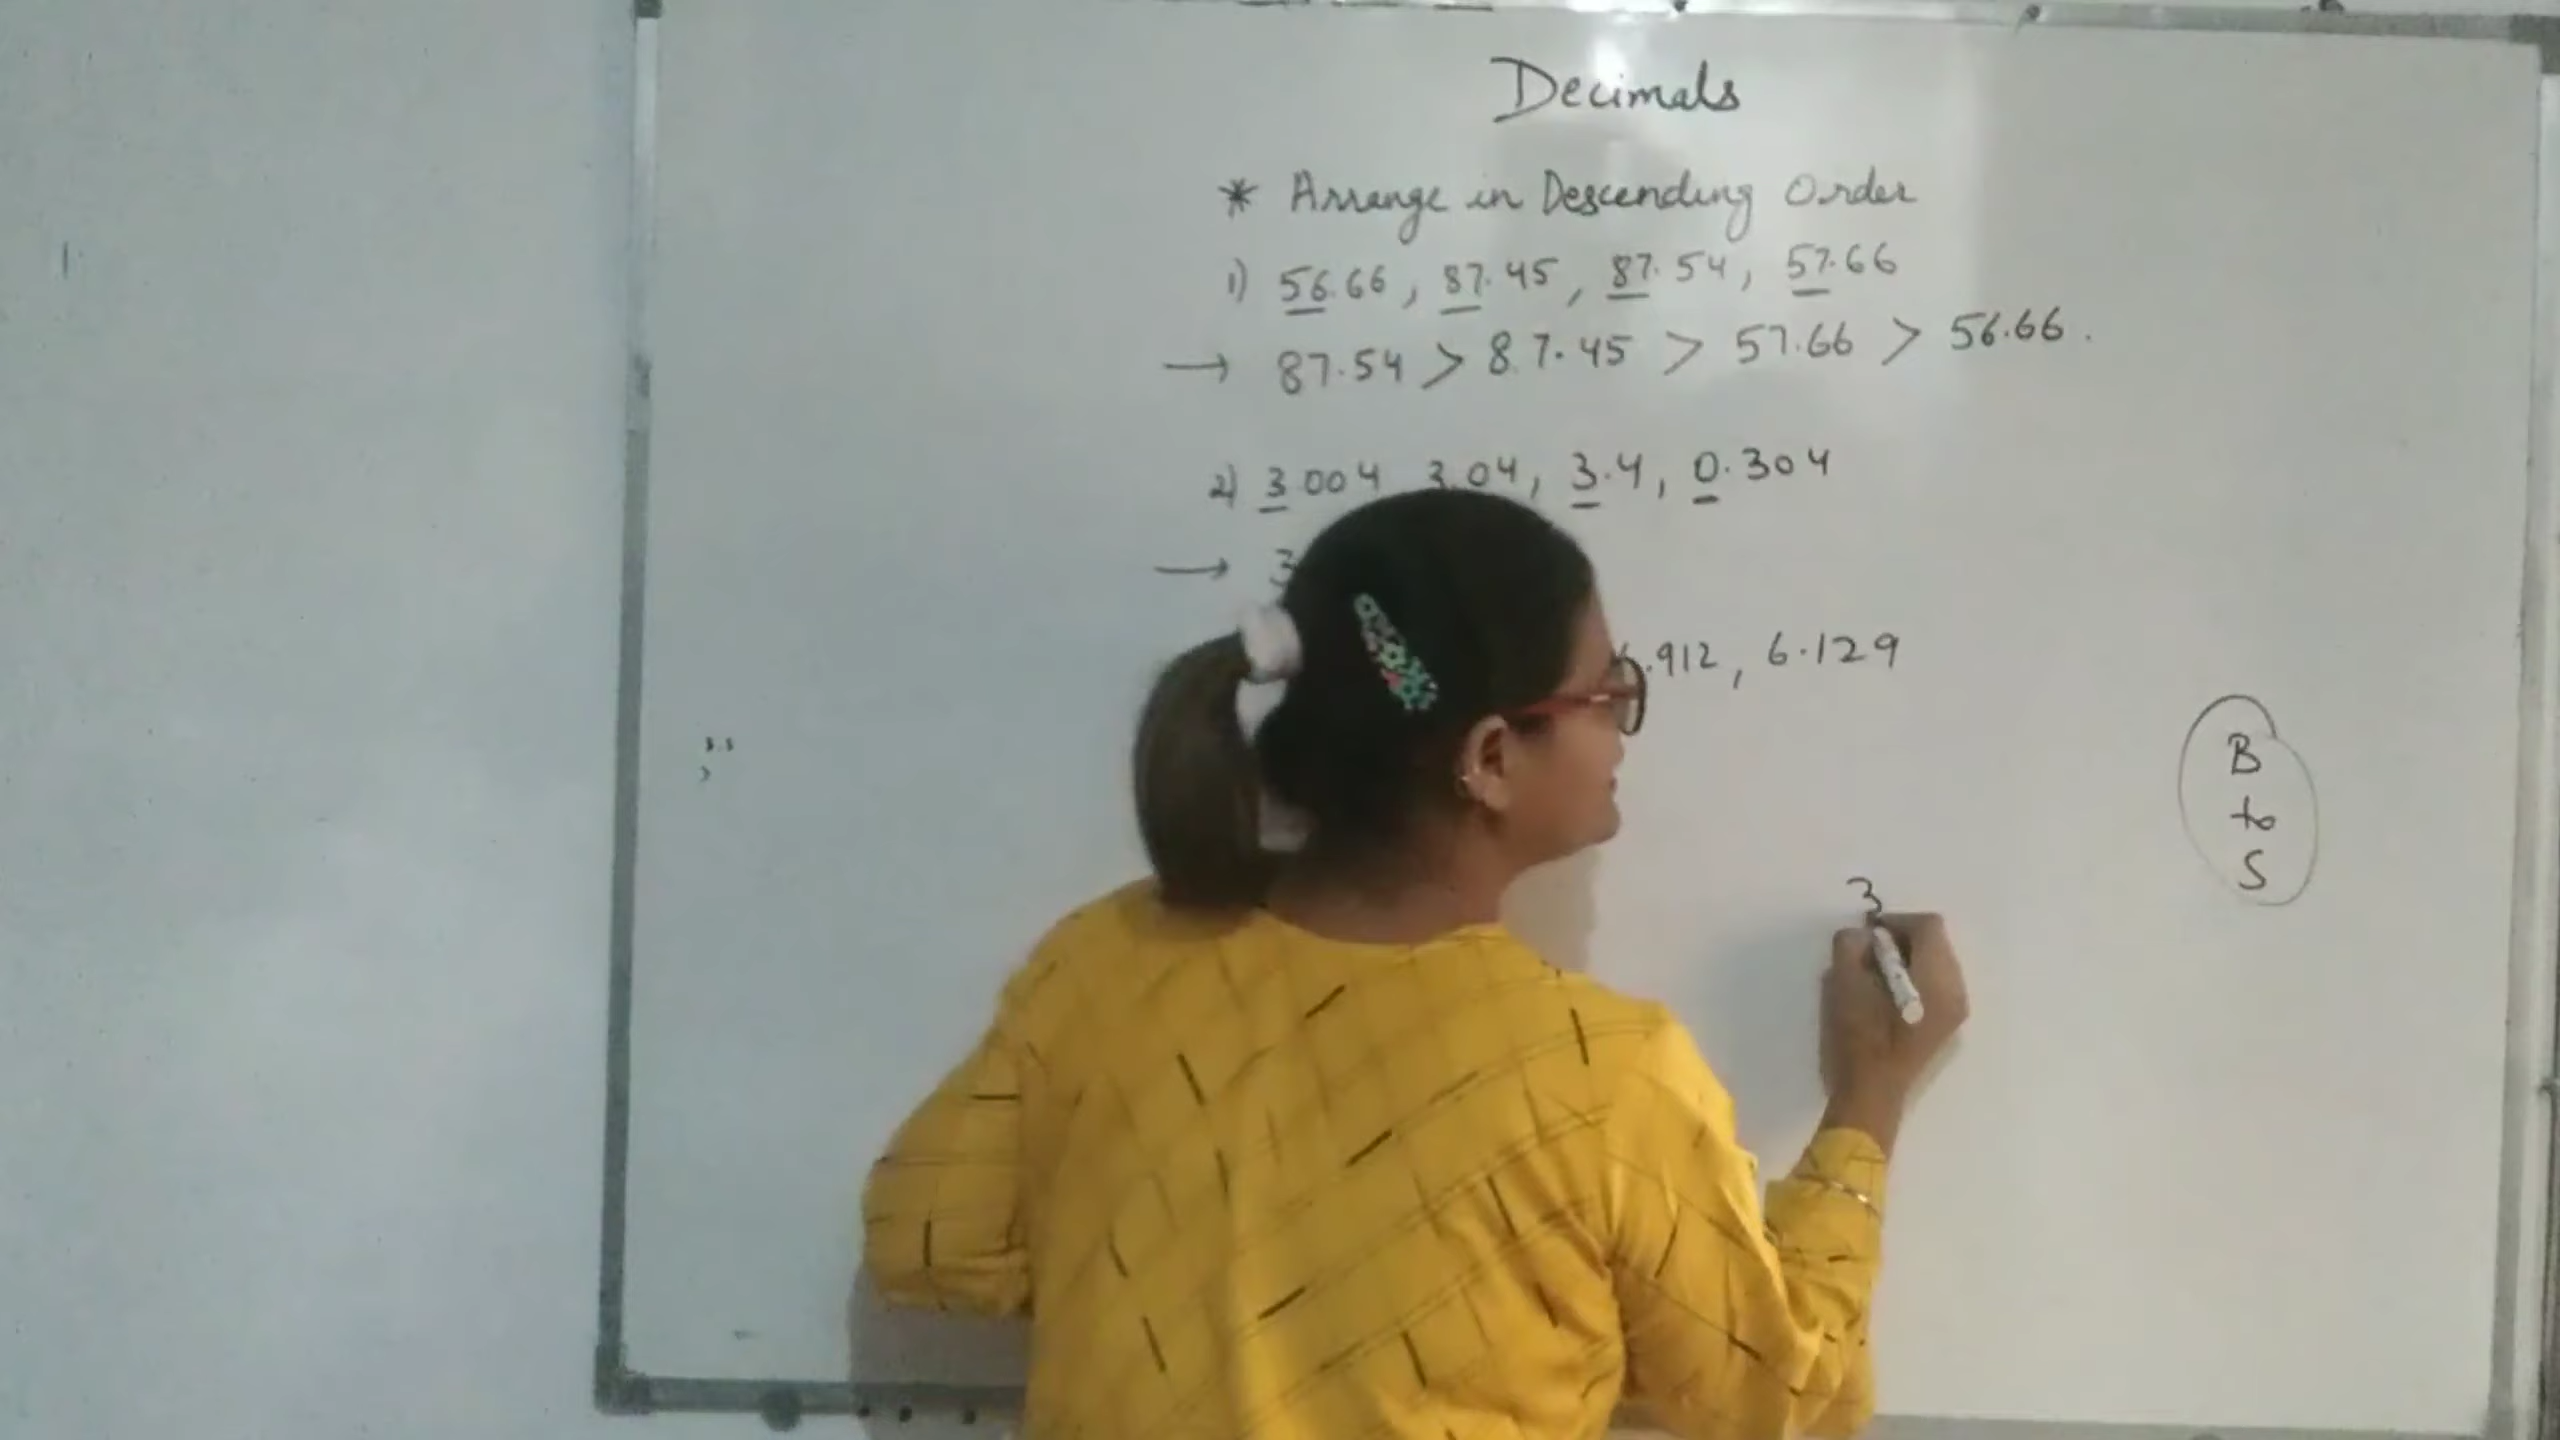 Decimals
* Arrange in Descending Order
1) 56.66, 87.45, 87.54, 57.66
→ 87.54 > 87.45 > 57.66 > 56.66.
2) 3.004 3.04, 3.4, 0.304
→ 3
.912, 6.129
B
to
S
3